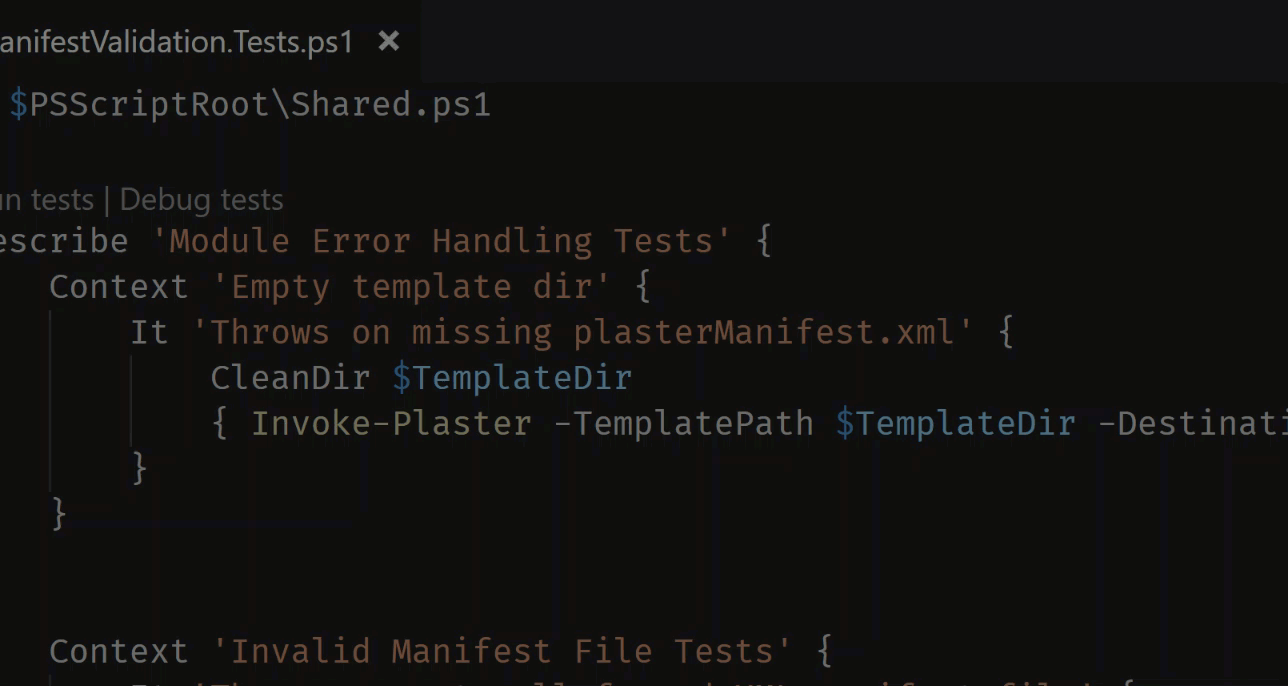 anifestValidation.Tests.ps1 ×
$PSScriptRoot\Shared.ps1
un tests | Debug tests
escribe 'Module Error Handling Tests' {
Context 'Empty template dir' {
It 'Throws on missing plasterManifest.xml' {
CleanDir $TemplateDir
{ Invoke-Plaster -TemplatePath $TemplateDir -Destinati
}
}
Context 'Invalid Manifest File Tests' {